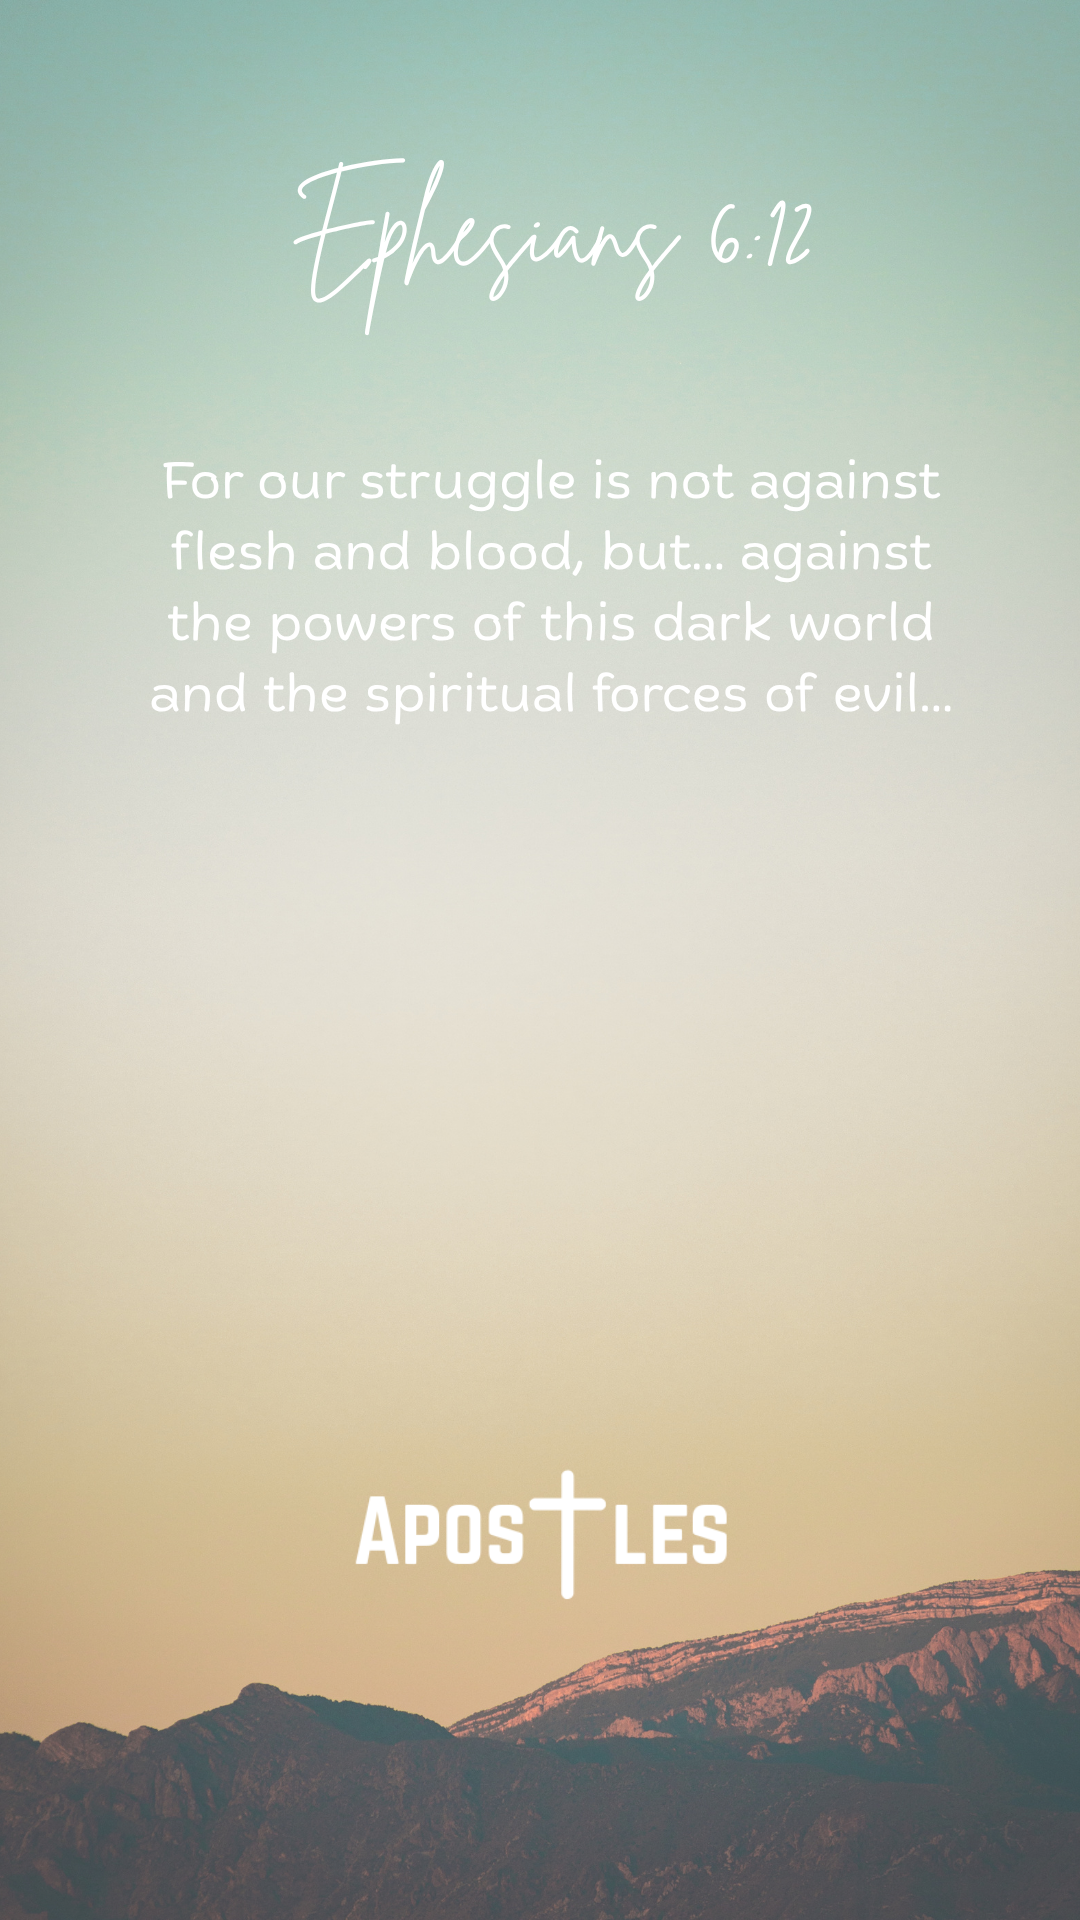 Ephesians 6:12
For our struggle is not against
flesh and blood, but... against
the powers of this dark world
and the spiritual forces of evil...
APOSTLES